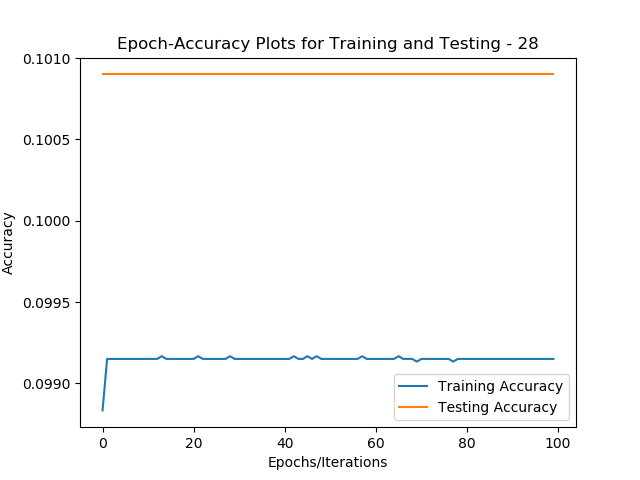 Epoch-Accuracy Plots for Training and Testing - 28
0.1010
0.1005
0.1000
0.0995
0.0990
Accuracy
0 20 40 60 80 100
Epochs/Iterations
Training Accuracy
Testing Accuracy